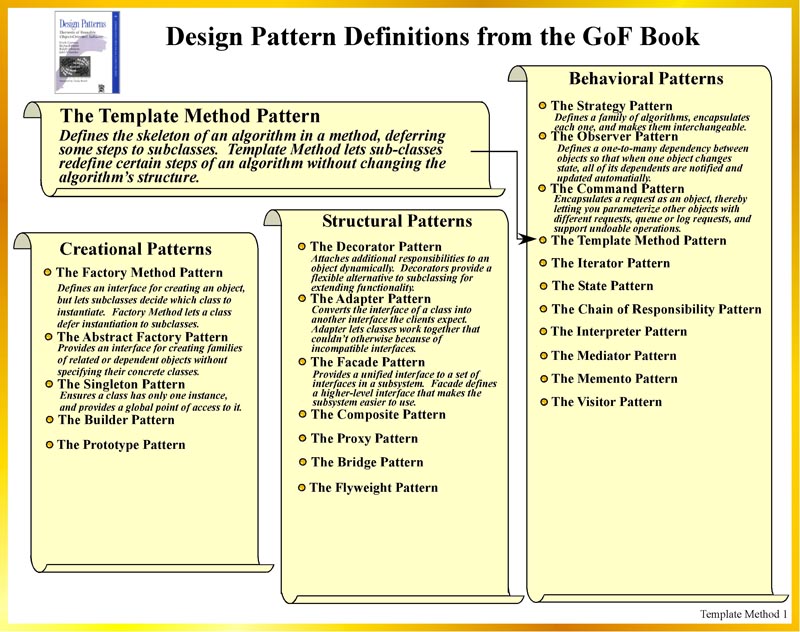 Design Patterns
Design Pattern Definitions from the GoF Book
The Template Method Pattern
Defines the skeleton of an algorithm in a method, deferring
some steps to subclasses. Template Method lets sub-classes
redefine certain steps of an algorithm without changing the
algorithm's structure.
Creational Patterns
The Factory Method Pattern
Defines an interface for creating an object,
but lets subclasses decide which class to
instantiate. Factory Method lets a class
defer instantiation to subclasses.
The Abstract Factory Pattern
Provides an interface for creating families
of related or dependent objects without
specifying their concrete classes.
The Singleton Pattern
Ensures a class has only one instance,
and provides a global point of access to it.
The Builder Pattern
The Prototype Pattern
Structural Patterns
The Decorator Pattern
Attaches additional responsibilities to an
object dynamically. Decorators provide a
flexible alternative to subclassing for
extending functionality.
The Adapter Pattern
Converts the interface of a class into
another interface the clients expect.
Adapter lets classes work together that
couldn't otherwise because of
incompatible interfaces.
The Facade Pattern
Provides a unified interface to a set of
interfaces in a subsystem. Facade defines
a higher-level interface that makes the
subsystem easier to use.
The Composite Pattern
The Proxy Pattern
The Bridge Pattern
The Flyweight Pattern
Behavioral Patterns
The Strategy Pattern
Defines a family of algorithms, encapsulates
each one, and makes them interchangeable.
The Observer Pattern
Defines a one-to-many dependency between
objects so that when one object changes
state, all of its dependents are notified and
updated automatially.
The Command Pattern
Encapsulates a request as an object, thereby
letting you parameterize other objects with
different requests, queue or log requests, and
support undoable operations.
The Template Method Pattern
The Iterator Pattern
The State Pattern
The Chain of Responsibility Pattern
The Interpreter Pattern
The Mediator Pattern
The Memento Pattern
The Visitor Pattern
Template Method 1